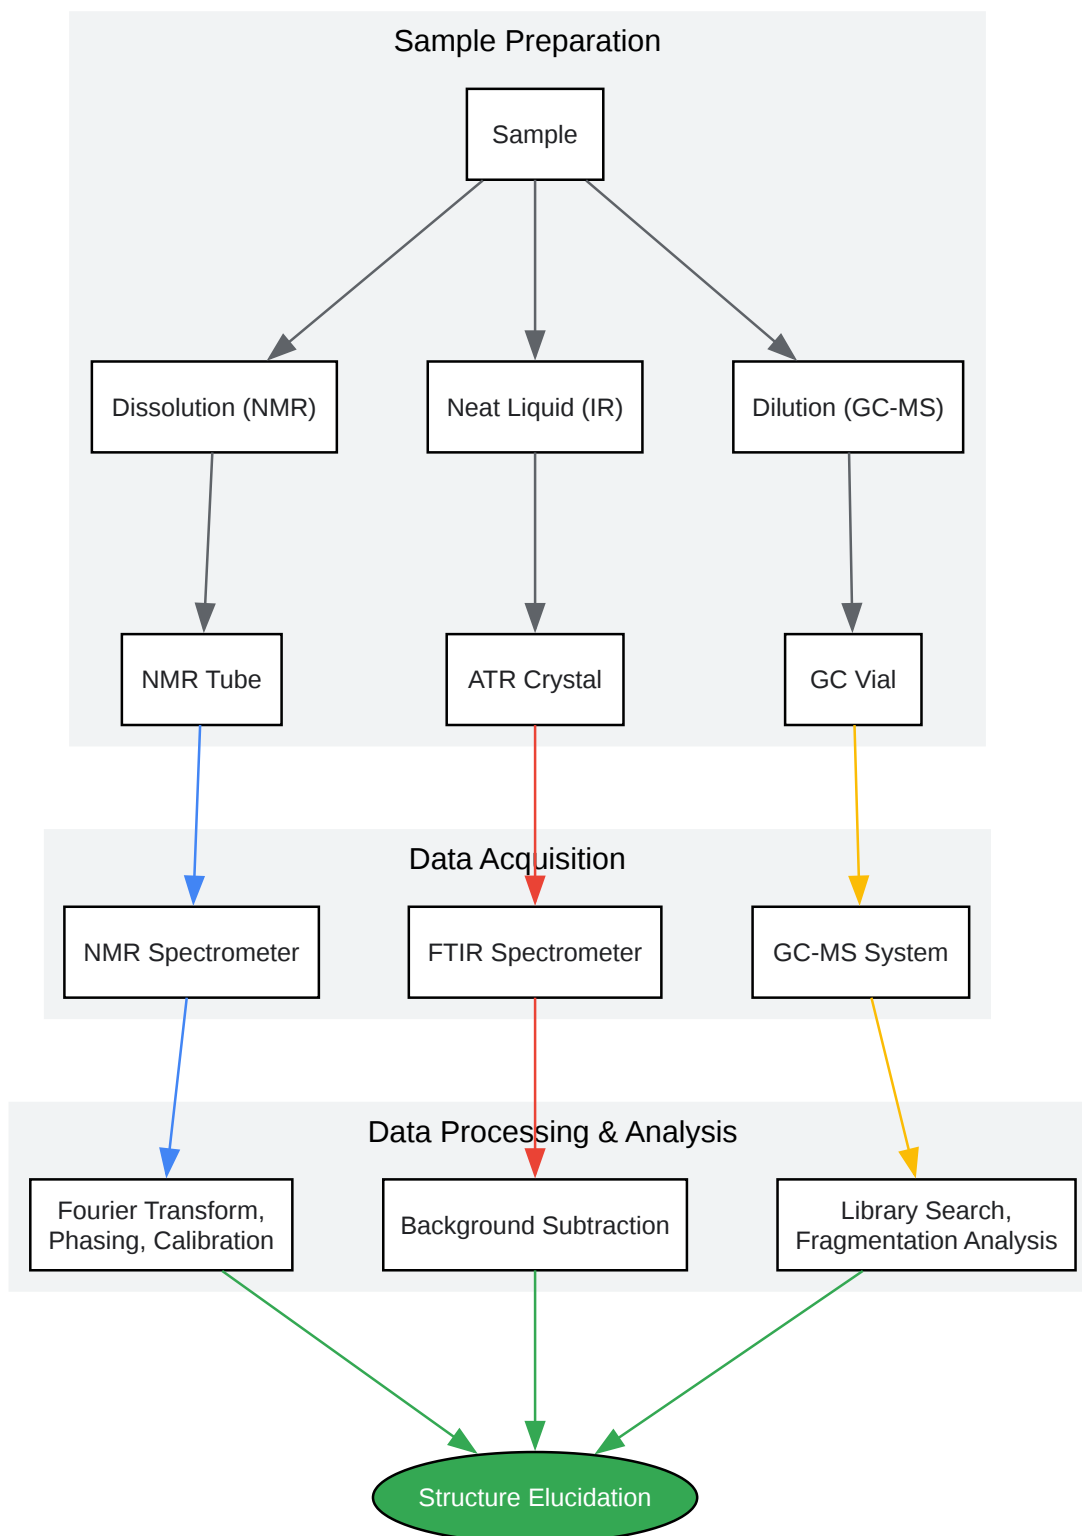 Sample Preparation
Sample
Dissolution (NMR)
Neat Liquid (IR)
Dilution (GC-MS)
NMR Tube
ATR Crystal
GC Vial
Data Acquisition
NMR Spectrometer
FTIR Spectrometer
GC-MS System
Data Processing & Analysis
Fourier Transform,
Phasing, Calibration
Background Subtraction
Library Search,
Fragmentation Analysis
Structure Elucidation